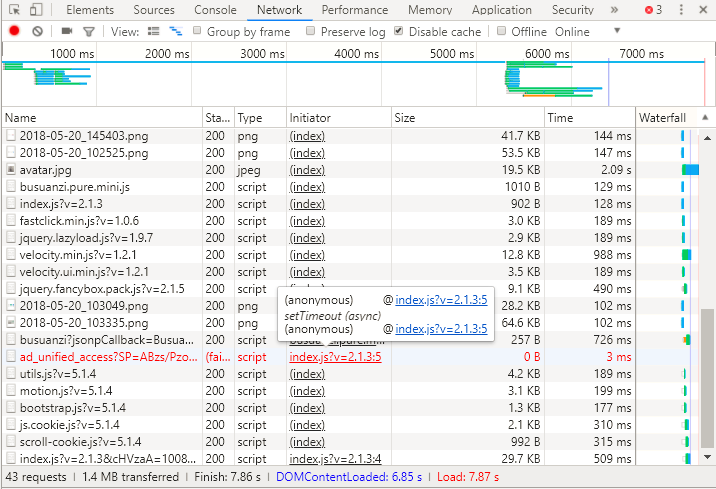 Elements Sources Console Network Performance Memory Application Security » 3
View: Group by frame Preserve log Disable cache Offline Online
1000 ms 2000 ms 3000 ms 4000 ms 5000 ms 6000 ms 7000 ms
Name Sta... Type Initiator Size Time Waterfall
2018-05-20_145403.png 200 png (index) 41.7 KB 144 ms
2018-05-20_102525.png 200 png (index) 53.5 KB 147 ms
avatar.jpg 200 jpeg (index) 19.5 KB 2.09 s
busuanzi.pure.mini.js 200 script (index) 1010 B 129 ms
index.js?v=2.1.3 200 script (index) 902 B 128 ms
fastclick.min.js?v=1.0.6 200 script (index) 3.0 KB 189 ms
jquery.lazyload.js?v=1.9.7 200 script (index) 2.9 KB 189 ms
velocity.min.js?v=1.2.1 200 script (index) 12.8 KB 988 ms
velocity.ui.min.js?v=1.2.1 200 script (index) 3.5 KB 189 ms
jquery.fancybox.pack.js?v=2.1.5 200 script 9.1 KB 490 ms
(anonymous) @ index.js?v=2.1.3:5
2018-05-20_103049.png 200 png 28.2 KB 102 ms
setTimeout (async)
2018-05-20_103335.png 200 png 64.6 KB 102 ms
(anonymous) @ index.js?v=2.1.3:5
busuanzi?jsonpCallback=Busua... 200 script 257 B 726 ms
ad_unified_access?SP=ABzs/Pzo... (fai... script index.js?v=2.1.3:5 0 B 3 ms
utils.js?v=5.1.4 200 script (index) 4.2 KB 189 ms
motion.js?v=5.1.4 200 script (index) 3.1 KB 199 ms
bootstrap.js?v=5.1.4 200 script (index) 1.3 KB 177 ms
js.cookie.js?v=5.1.4 200 script (index) 2.1 KB 310 ms
scroll-cookie.js?v=5.1.4 200 script (index) 992 B 315 ms
index.js?v=2.1.3&cHVzaA=1008... 200 script index.js?v=2.1.3:4 29.7 KB 509 ms
43 requests | 1.4 MB transferred | Finish: 7.86 s | DOMContentLoaded: 6.85 s | Load: 7.87 s